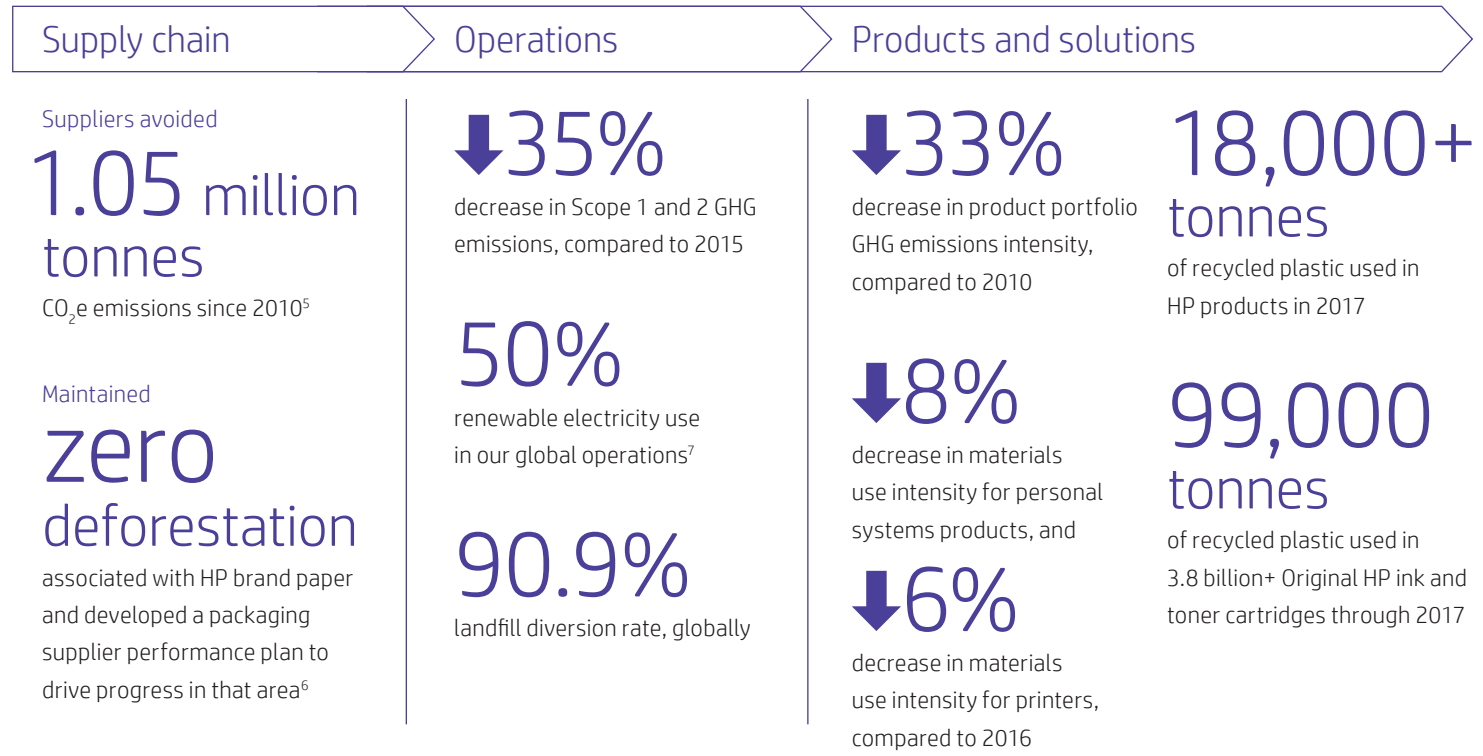 Supply chain
Operations
Products and solutions
Suppliers avoided
1.05 million
tonnes
CO₂e emissions since 2010⁵
Maintained
zero
deforestation
associated with HP brand paper
and developed a packaging
supplier performance plan to
drive progress in that area⁶
35%
decrease in Scope 1 and 2 GHG
emissions, compared to 2015
50%
renewable electricity use
in our global operations⁷
90.9%
landfill diversion rate, globally
33%
decrease in product portfolio
GHG emissions intensity,
compared to 2010
8%
decrease in materials
use intensity for personal
systems products, and
6%
decrease in materials
use intensity for printers,
compared to 2016
18,000+
tonnes
of recycled plastic used in
HP products in 2017
99,000
tonnes
of recycled plastic used in
3.8 billion+ Original HP ink and
toner cartridges through 2017